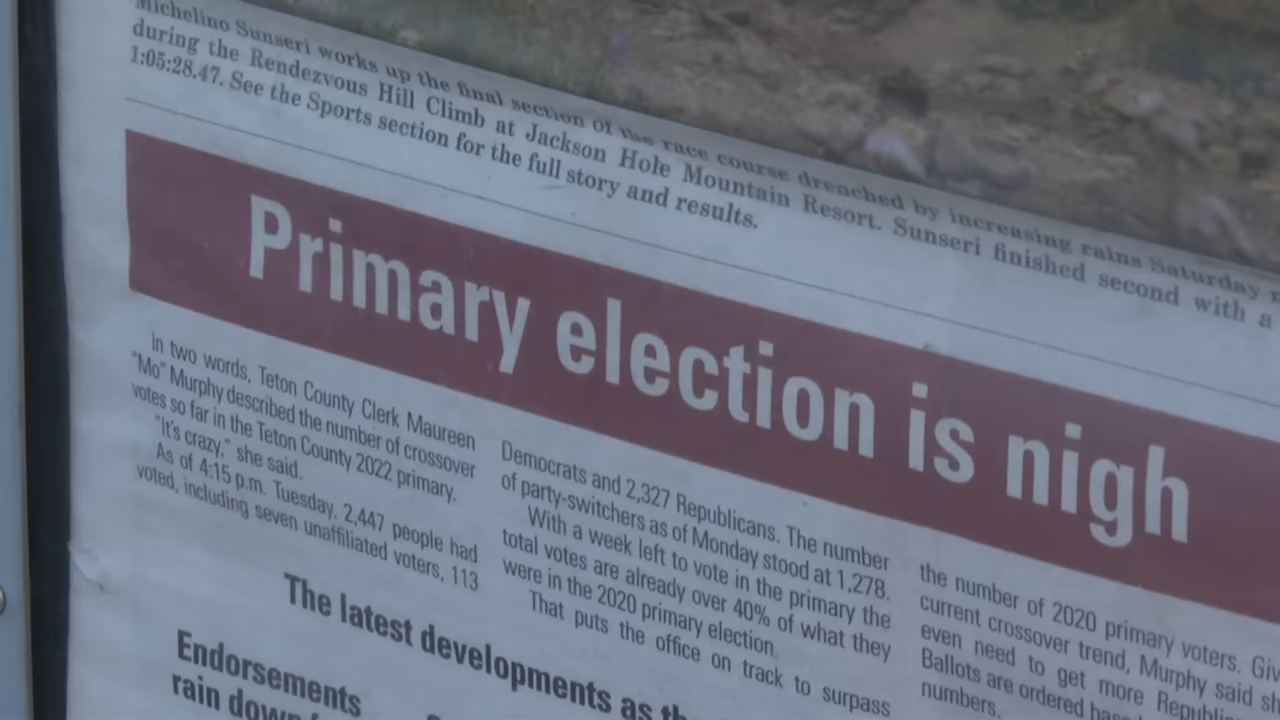 Michelino Sunseri works up the final section of the race course drenched by increasing rains Saturday
during the Rendezvous Hill Climb at Jackson Hole Mountain Resort. Sunseri finished second with a
1:05:28.47. See the Sports section for the full story and results.
Primary election is nigh
In two words, Teton County Clerk Maureen
"Mo" Murphy described the number of crossover
votes so far in the Teton County 2022 primary.
"It's crazy," she said.
As of 4:15 p.m. Tuesday, 2,447 people had
voted, including seven unaffiliated voters, 113
Democrats and 2,327 Republicans. The number
of party-switchers as of Monday stood at 1,278.
With a week left to vote in the primary the
total votes are already over 40% of what they
were in the 2020 primary election.
That puts the office on track to surpass
the number of 2020 primary voters. Giv
current crossover trend, Murphy said sh
even need to get more Republic
Ballots are ordered
numbers.
The latest developments as
Endorsements
rain down